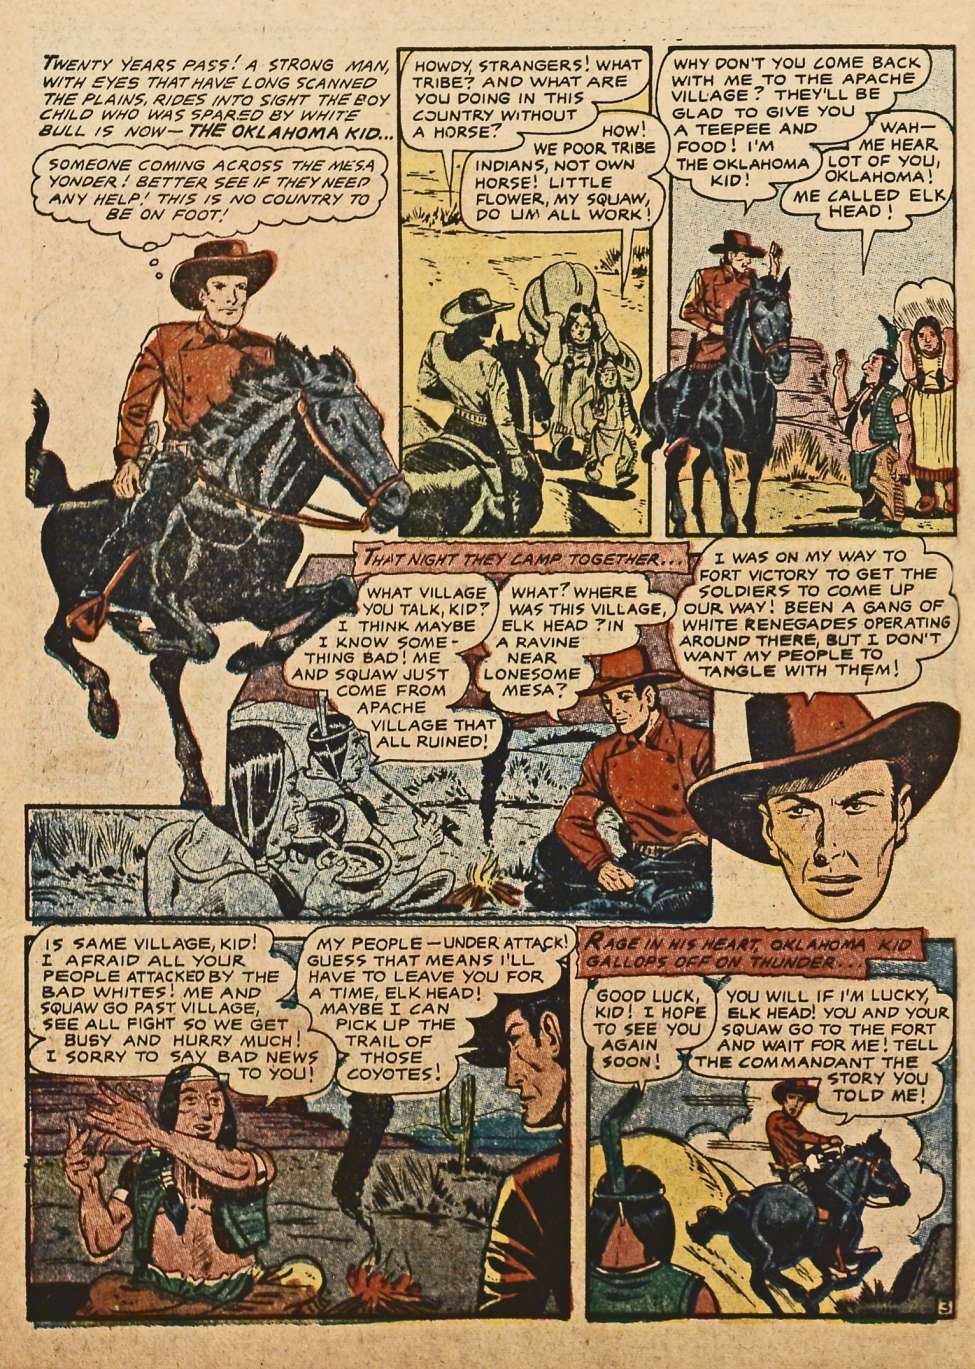 TWENTY YEARS PASS! A STRONG MAN,
WITH EYES THAT HAVE LONG SCANNED
THE PLAINS, RIDES INTO SIGHT. THE BOY
CHILD WHO WAS SPARED BY WHITE
BULL IS NOW— THE OKLAHOMA KID...
SOMEONE COMING ACROSS THE MESA
YONDER! BETTER SEE IF THEY NEED
ANY HELP! THIS IS NO COUNTRY TO
BE ON FOOT!
HOWDY, STRANGERS! WHAT
TRIBE? AND WHAT ARE
YOU DOING IN THIS
COUNTRY WITHOUT
A HORSE?
HOW!
WE POOR TRIBE
INDIANS, NOT OWN
HORSE! LITTLE
FLOWER, MY SQUAW,
DO UM ALL WORK!
WHY DON'T YOU COME BACK
WITH ME TO THE APACHE
VILLAGE? THEY'LL BE
GLAD TO GIVE YOU
A TEEPEE AND
FOOD! I'M
THE OKLAHOMA
KID!
WAH—
ME HEAR
LOT OF YOU,
OKLAHOMA!
ME CALLED ELK
HEAD!
THAT NIGHT THEY CAMP TOGETHER...
WHAT VILLAGE
YOU TALK, KID?
I THINK MAYBE
I KNOW SOME-
THING BAD! ME
AND SQUAW JUST
COME FROM
APACHE
VILLAGE THAT
ALL RUINED!
WHAT? WHERE
WAS THIS VILLAGE,
ELK HEAD? IN
A RAVINE
NEAR
LONESOME
MESA?
I WAS ON MY WAY TO
FORT VICTORY TO GET THE
SOLDIERS TO COME UP
OUR WAY! BEEN A GANG OF
WHITE RENEGADES OPERATING
AROUND THERE, BUT I DON'T
WANT MY PEOPLE TO
TANGLE WITH THEM!
IS SAME VILLAGE, KID!
I AFRAID ALL YOUR
PEOPLE ATTACKED BY THE
BAD WHITES! ME AND
SQUAW GO PAST VILLAGE,
SEE ALL FIGHT SO WE GET
BUSY AND HURRY MUCH!
I SORRY TO SAY BAD NEWS
TO YOU!
MY PEOPLE—UNDER ATTACK!
GUESS THAT MEANS I'LL
HAVE TO LEAVE YOU FOR
A TIME, ELK HEAD!
MAYBE I CAN
PICK UP THE
TRAIL OF
THOSE
COYOTES!
RAGE IN HIS HEART, OKLAHOMA KID
GALLOPS OFF ON THUNDER...
GOOD LUCK,
KID! I HOPE
TO SEE YOU
AGAIN
SOON!
YOU WILL IF I'M LUCKY,
ELK HEAD! YOU AND YOUR
SQUAW GO TO THE FORT
AND WAIT FOR ME! TELL
THE COMMANDANT THE
STORY YOU
TOLD ME!
3